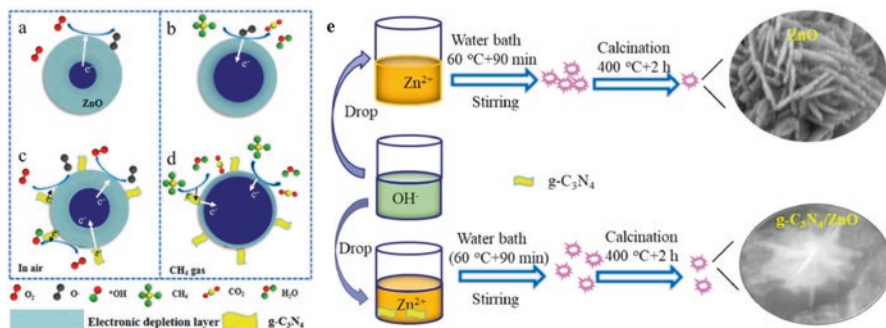 a
b
e⁻
e⁻
ZnO
c
d
e⁻
e⁻
e⁻
e⁻
In air
CH₄ gas
O₂
O⁻
*OH
CH₄
CO₂
H₂O
Electronic depletion layer
g-C₃N₄
e
Zn²⁺
Water bath
60 °C+90 min
Stirring
Calcination
400 °C+2 h
ZnO
Drop
OH⁻
g-C₃N₄
Drop
Zn²⁺
Water bath
(60 °C+90 min)
Stirring
Calcination
400 °C+2 h
g-C₃N₄/ZnO